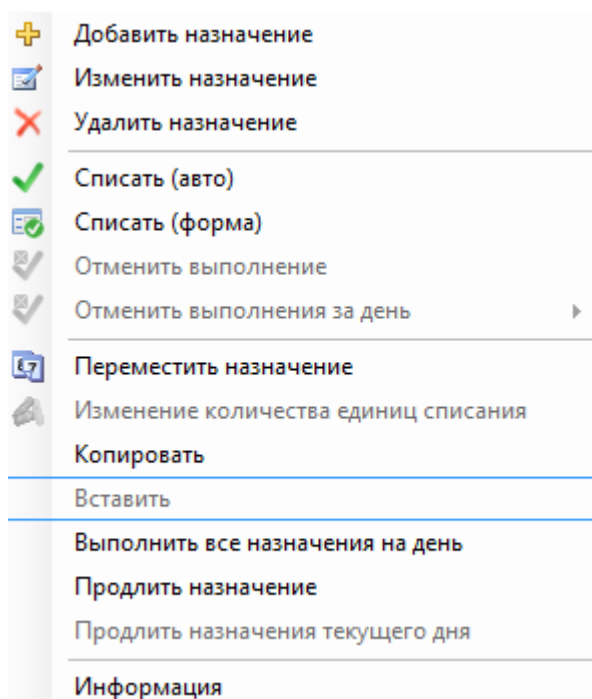 Добавить назначение
Изменить назначение
Удалить назначение
Списать (авто)
Списать (форма)
Отменить выполнение
Отменить выполнения за день
Переместить назначение
Изменение количества единиц списания
Копировать
Вставить
Выполнить все назначения на день
Продлить назначение
Продлить назначения текущего дня
Информация